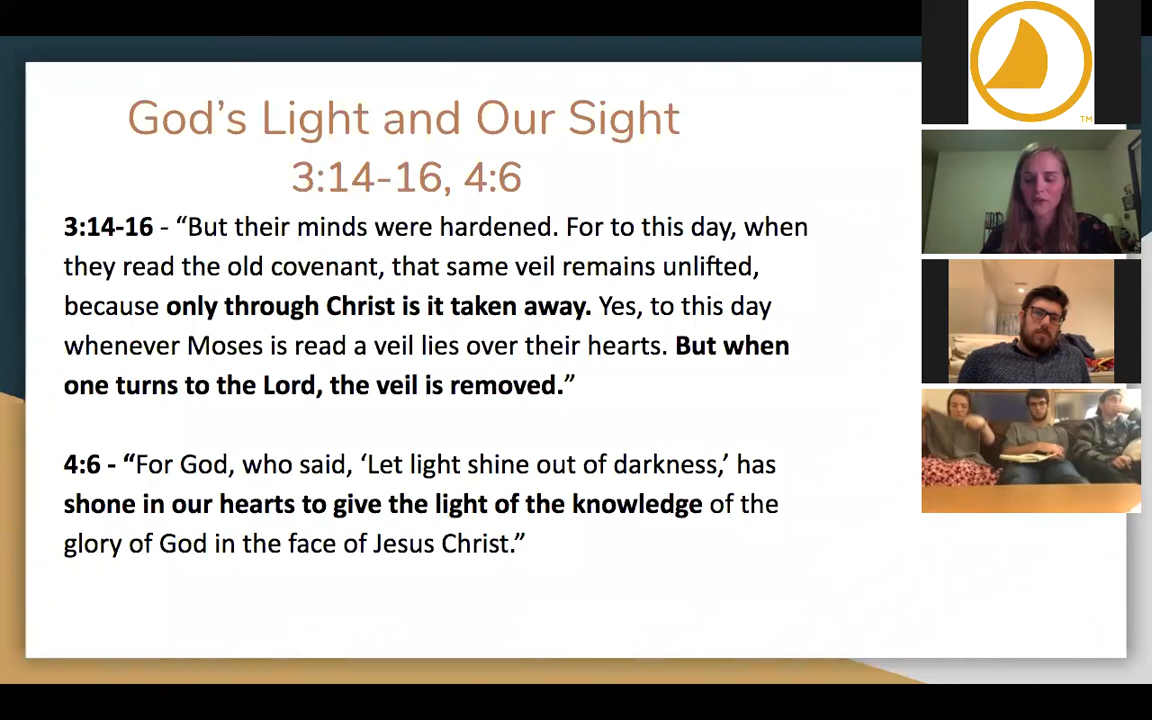 God's Light and Our Sight
3:14-16, 4:6
3:14-16 - “But their minds were hardened. For to this day, when
they read the old covenant, that same veil remains unlifted,
because only through Christ is it taken away. Yes, to this day
whenever Moses is read a veil lies over their hearts. But when
one turns to the Lord, the veil is removed.”
4:6 - “For God, who said, ‘Let light shine out of darkness,’ has
shone in our hearts to give the light of the knowledge of the
glory of God in the face of Jesus Christ.”
TM